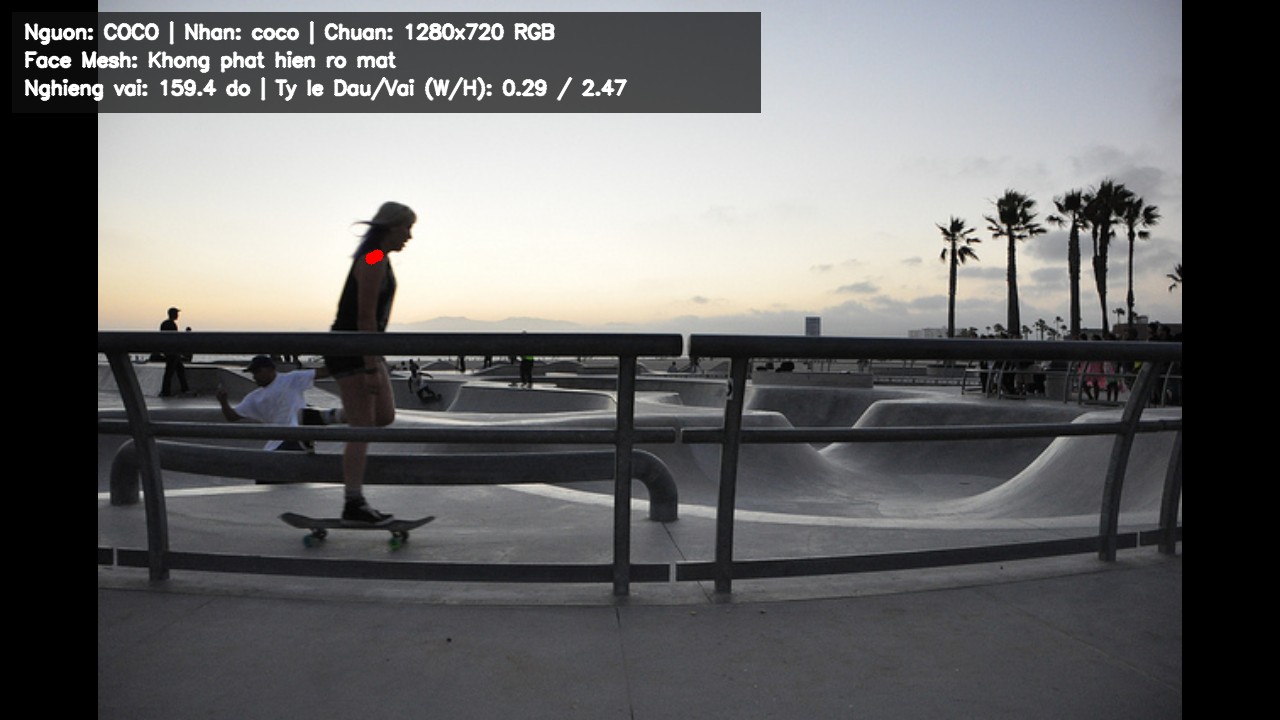 Nguon: COCO | Nhan: coco | Chuan: 1280x720 RGB
Face Mesh: Khong phat hien ro mat
Nghieng vai: 159.4 do | Ty le Dau/Vai (W/H): 0.29 / 2.47